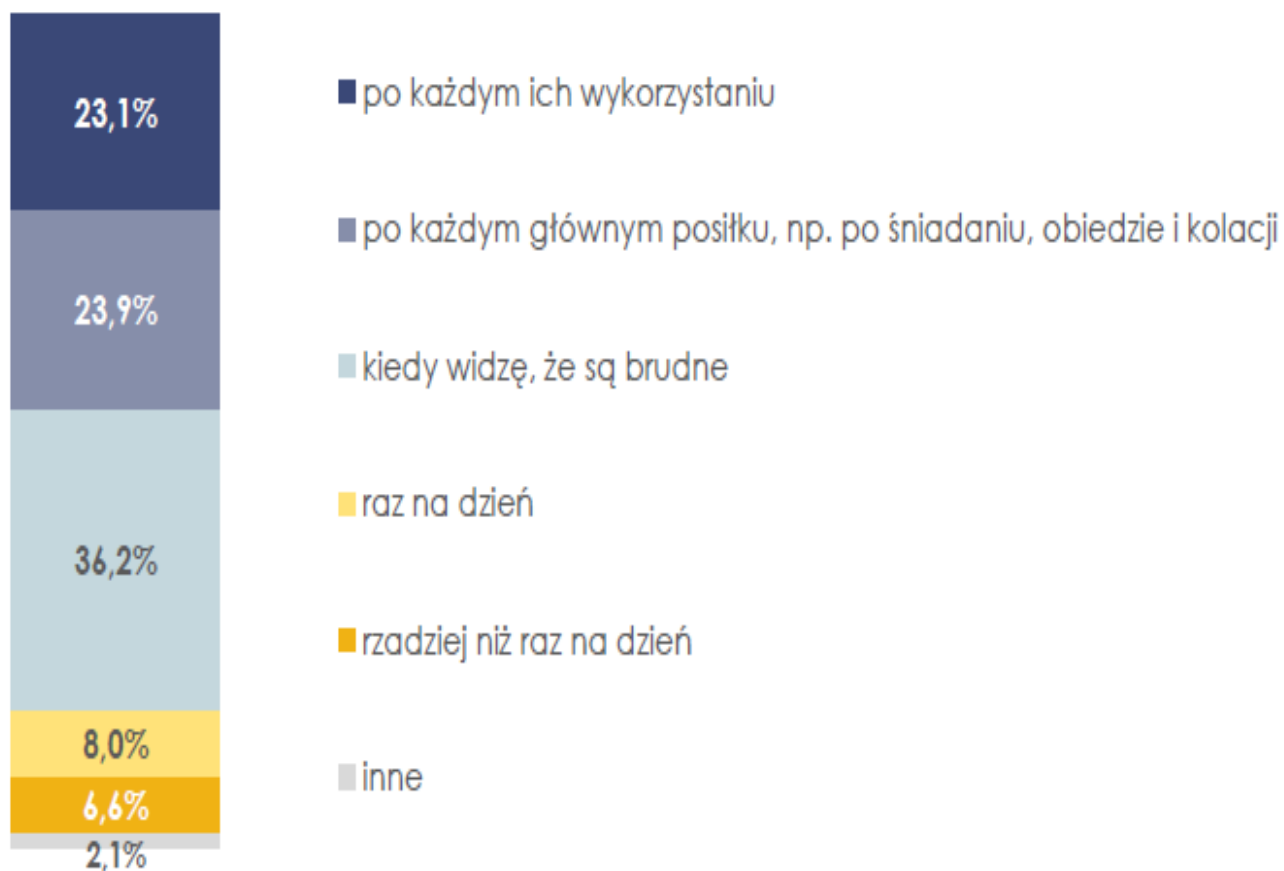 23,1%
po każdym ich wykorzystaniu
23,9%
po każdym głównym posiłku, np. po śniadaniu, obiedzie i kolacji
36,2%
kiedy widzę, że są brudne
8,0%
raz na dzień
6,6%
rzadziej niż raz na dzień
2,1%
inne